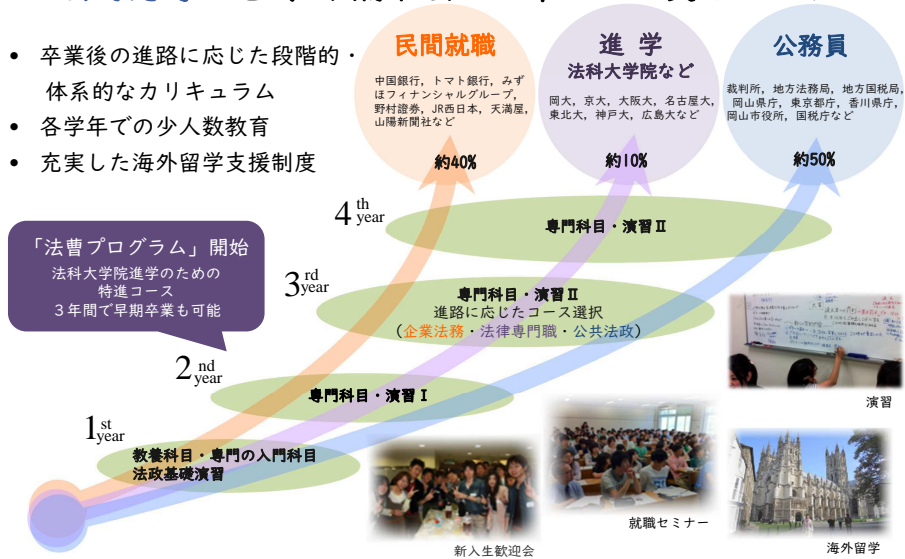 • 卒業後の進路に応じた段階的・
体系的なカリキュラム
• 各学年での少人数教育
• 充実した海外留学支援制度
民間就職
中国銀行，トマト銀行，みず
ほフィナンシャルグループ，
野村證券，JR西日本，天満屋，
山陽新聞社など
約40%
進 学
法科大学院など
岡大，京大，大阪大，名古屋大，
東北大，神戸大，広島大など
約10%
公務員
裁判所，地方法務局，地方国税局，
岡山県庁，東京都庁，香川県庁，
岡山市役所，国税庁など
約50%
4th year
専門科目・演習Ⅱ
「法曹プログラム」開始
法科大学院進学のための
特進コース
３年間で早期卒業も可能
3rd year
専門科目・演習Ⅱ
進路に応じたコース選択
（企業法務・法律専門職・公共法政）
2nd year
専門科目・演習Ⅰ
1st year
教養科目・専門の入門科目
法政基礎演習
演習
新入生歓迎会
就職セミナー
海外留学